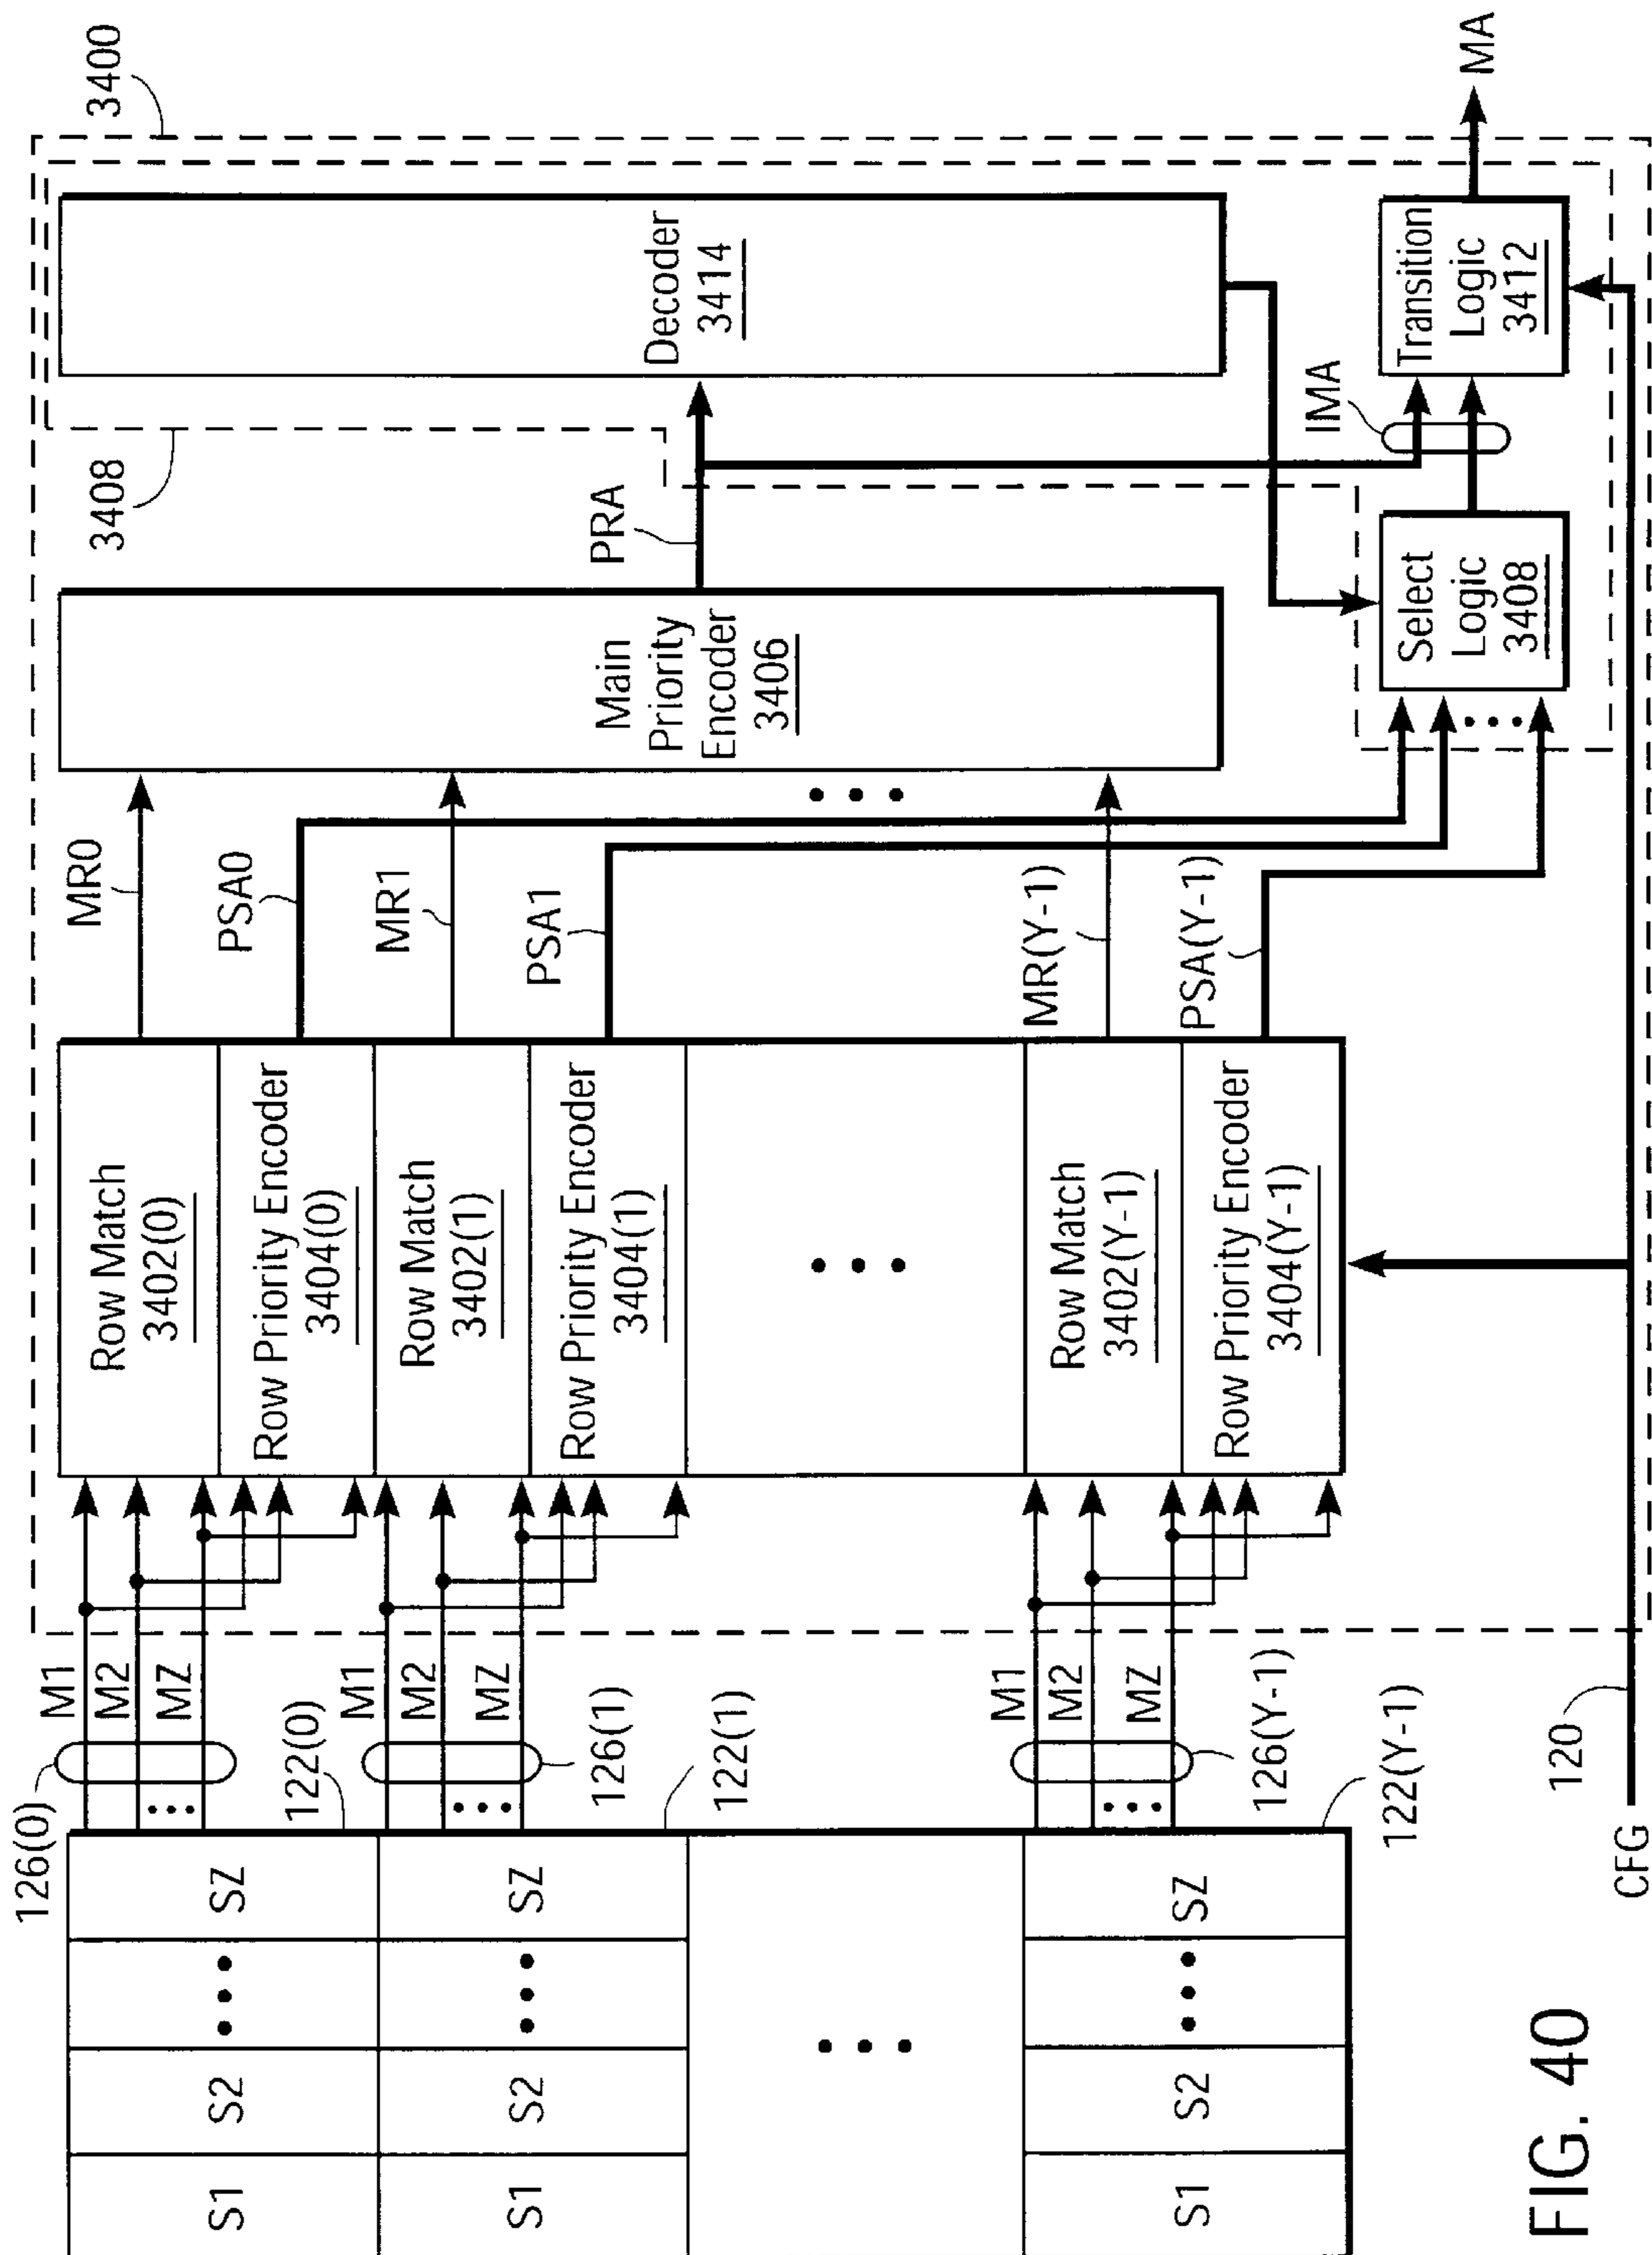 126(0)
M1
M2
MZ
122(0)
M1
M2
MZ
126(1)
122(1)
M1
M2
MZ
126(Y-1)
122(Y-1)
S1
S2
SZ
S1
S2
SZ
S1
S2
SZ
Row Match
3402(0)
Row Priority Encoder
3404(0)
Row Match
3402(1)
Row Priority Encoder
3404(1)
Row Match
3402(Y-1)
Row Priority Encoder
3404(Y-1)
MR0
PSA0
MR1
PSA1
MR(Y-1)
PSA(Y-1)
Main
Priority
Encoder
3406
PRA
3408
3400
Decoder
3414
Select
Logic
3408
IMA
Transition
Logic
3412
MA
120
CFG
FIG. 40